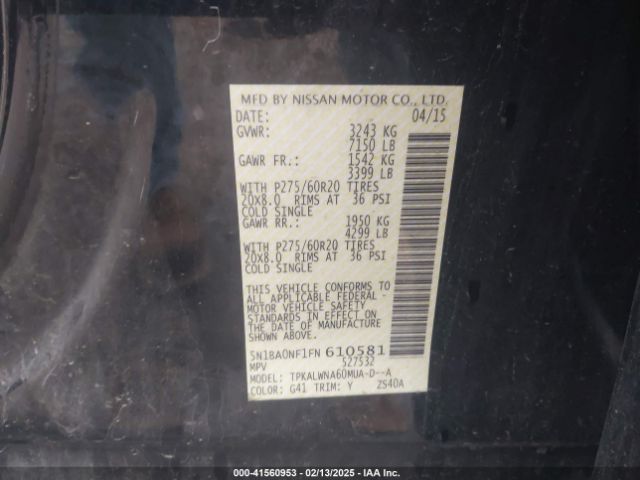 MFD BY NISSAN MOTOR CO., LTD.
DATE: 04/15
GVWR: 3243 KG
7150 LB
GAWR FR.: 1542 KG
3399 LB
WITH P275/60R20 TIRES
20X8.0 RIMS AT 36 PSI
COLD SINGLE
GAWR RR.: 1950 KG
4299 LB
WITH P275/60R20 TIRES
20X8.0 RIMS AT 36 PSI
COLD SINGLE
THIS VEHICLE CONFORMS TO
ALL APPLICABLE FEDERAL
MOTOR VEHICLE SAFETY
STANDARDS IN EFFECT ON THE
DATE OF MANUFACTURE
SHOWN ABOVE.
5N1BA0NF1FN 610581
MPV 527532
MODEL: TPKALWNA60MUA-D--A
COLOR: G41 TRIM: Y ZS40A
000-41560953 - 02/13/2025 - IAA Inc.